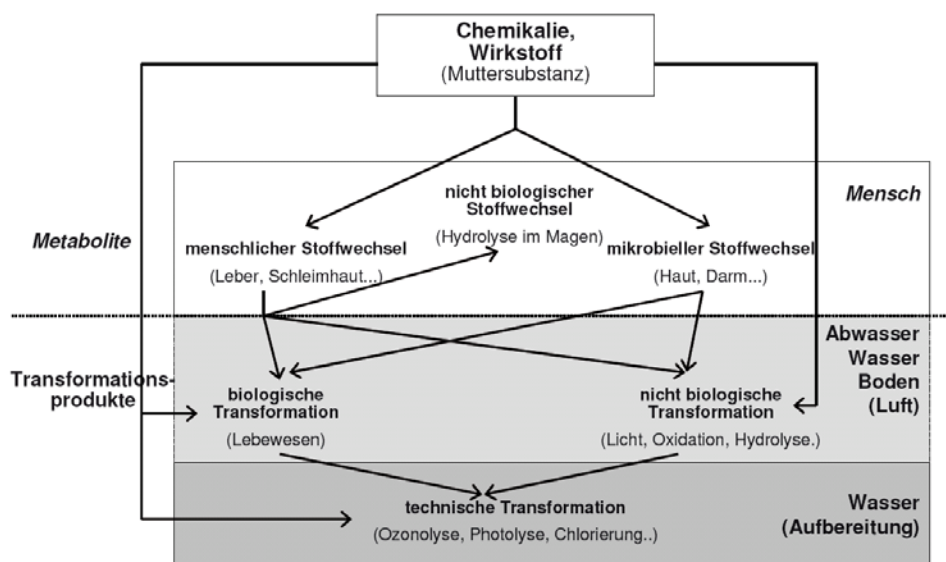 Chemikalie,
Wirkstoff
(Muttersubstanz)
nicht biologischer
Stoffwechsel
(Hydrolyse im Magen)
Mensch
Metabolite
menschlicher Stoffwechsel
(Leber, Schleimhaut...)
mikrobieller Stoffwechsel
(Haut, Darm...)
Abwasser
Wasser
Boden
(Luft)
Transformations-
produkte
biologische
Transformation
(Lebewesen)
nicht biologische
Transformation
(Licht, Oxidation, Hydrolyse.)
technische Transformation
(Ozonolyse, Photolyse, Chlorierung..)
Wasser
(Aufbereitung)